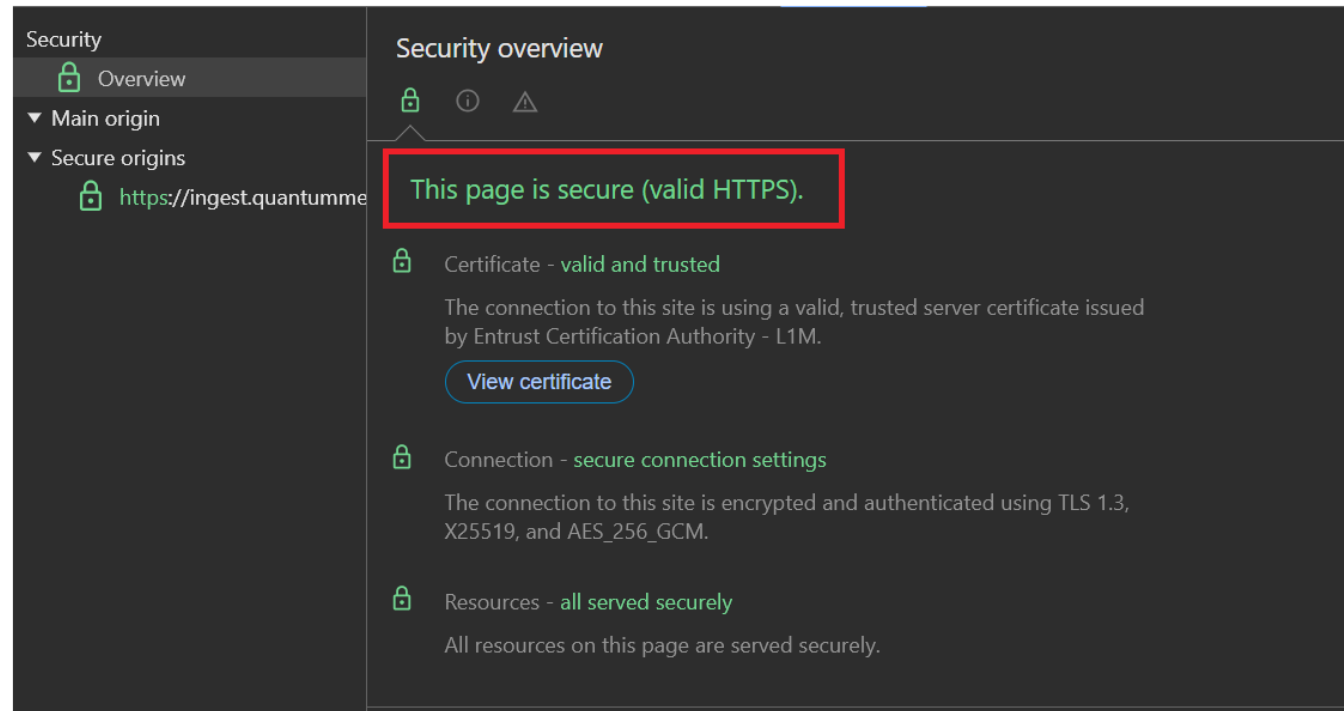 Security
Overview
Main origin
Secure origins
https://ingest.quantumme
Security overview
This page is secure (valid HTTPS).
Certificate - valid and trusted
The connection to this site is using a valid, trusted server certificate issued
by Entrust Certification Authority - L1M.
View certificate
Connection - secure connection settings
The connection to this site is encrypted and authenticated using TLS 1.3,
X25519, and AES_256_GCM.
Resources - all served securely
All resources on this page are served securely.